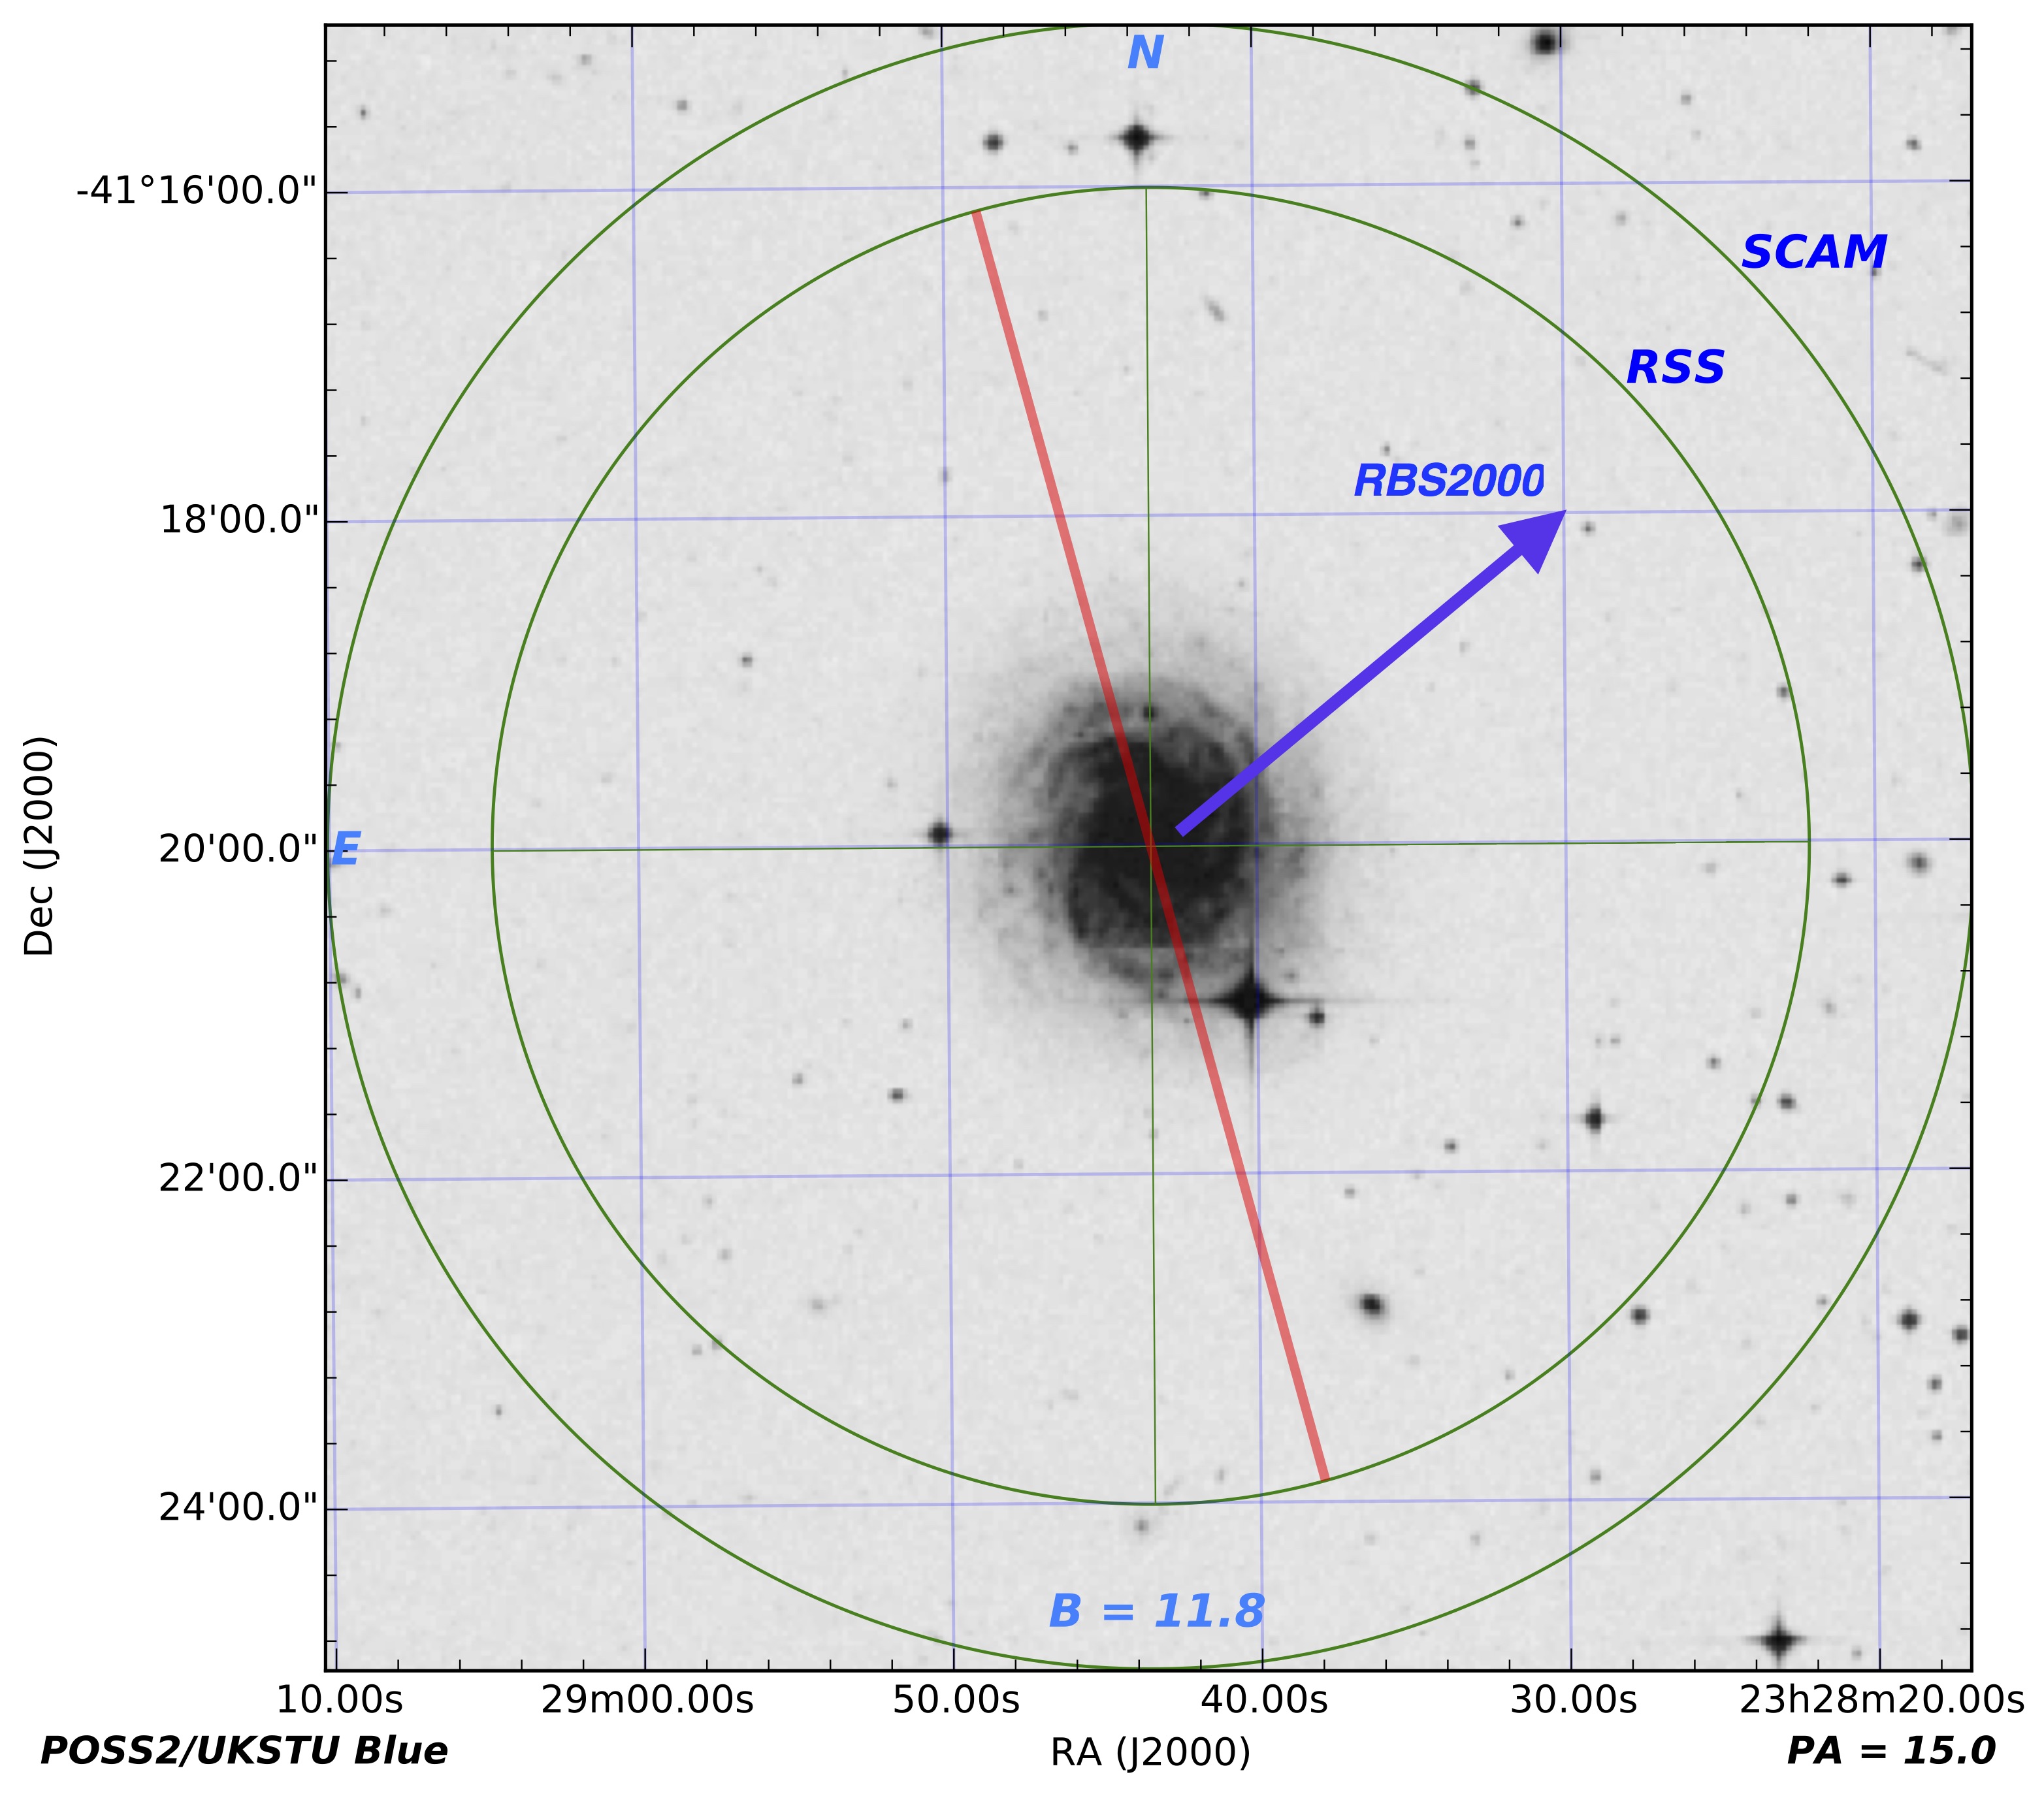 N
-41°16'00.0"
SCAM
RSS
RBS2000
18'00.0"
Dec (J2000)
20'00.0"
E
22'00.0"
24'00.0"
B = 11.8
10.00s 29m00.00s 50.00s 40.00s 30.00s 23h28m20.00s
POSS2/UKSTU Blue RA (J2000) PA = 15.0